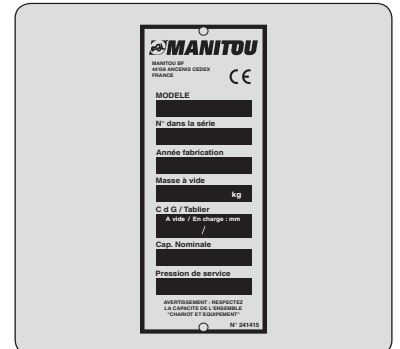 MANITOU
MANITOU BF
44158 ANCENIS CEDEX
FRANCE
CE
MODELE
N° dans la série
Année fabrication
Masse à vide
kg
C d G / Tablier
A vide / En charge : mm
/
Cap. Nominale
Pression de service
AVERTISSEMENT : RESPECTEZ
LA CAPACITE DE L'ENSEMBLE
"CHARIOT ET EQUIPEMENT"
N° 241415